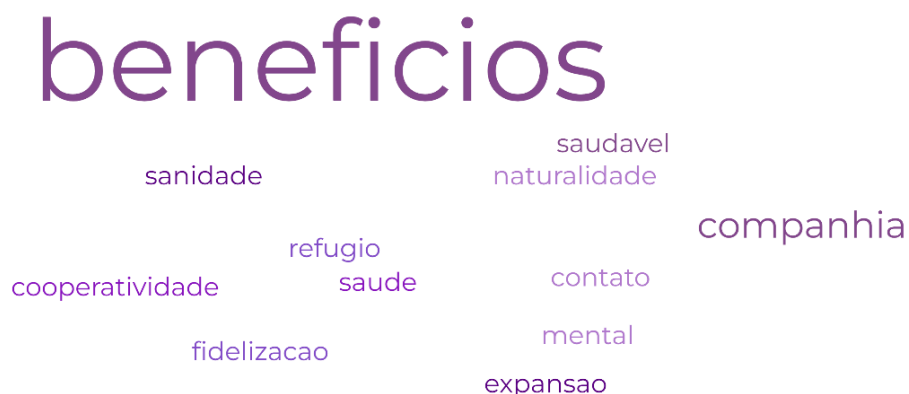 beneficios
saudavel
sanidade
naturalidade
companhia
refugio
cooperatividade
saude
contato
mental
fidelizacao
expansao